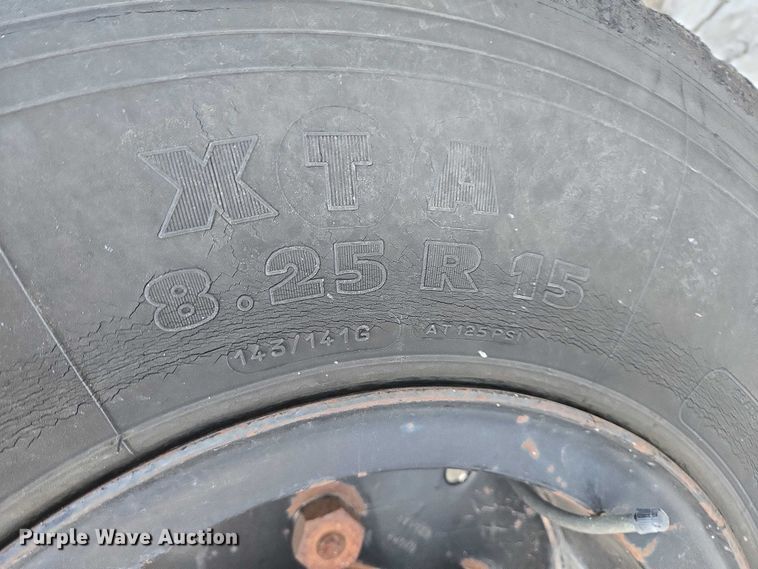 XTA
8.25 R 15
143/141G AT 125 PSI
Purple Wave Auction